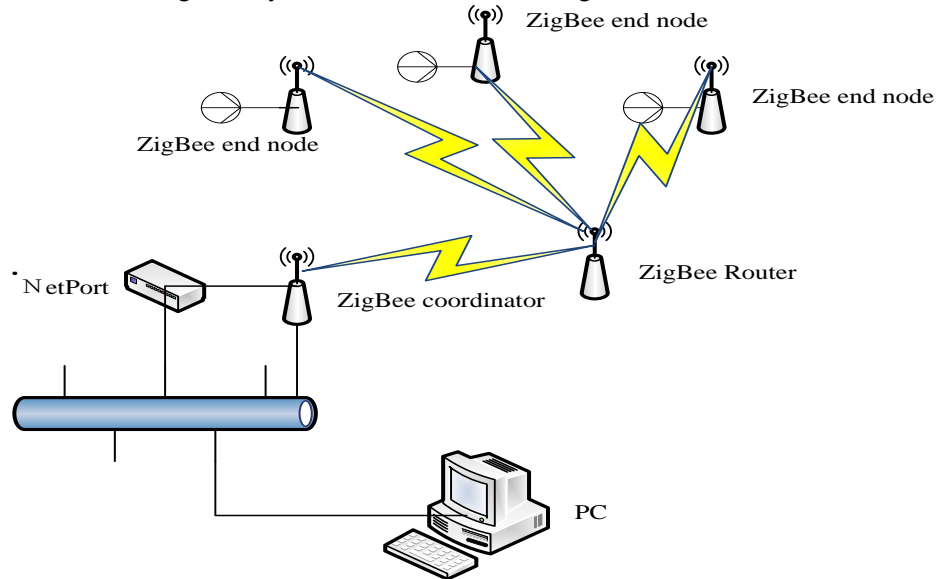 ZigBee end node
ZigBee end node
ZigBee end node
ZigBee Router
NetPort
ZigBee coordinator
PC